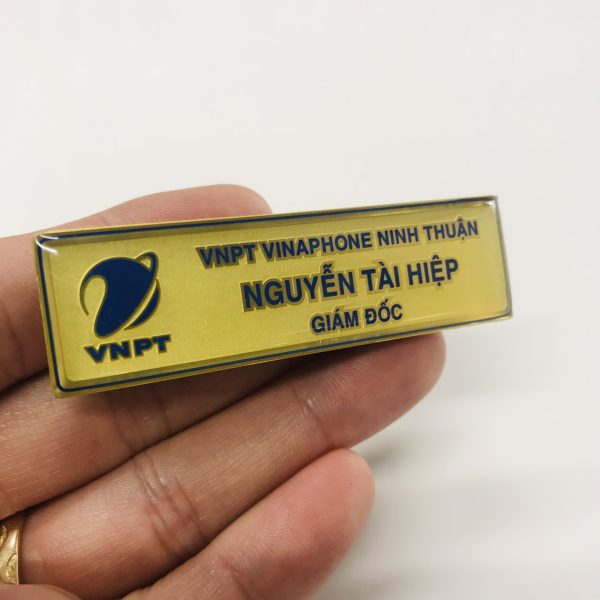 VNPT VINAPHONE NINH THUẬN
NGUYỄN TÀI HIỆP
GIÁM ĐỐC
VNPT